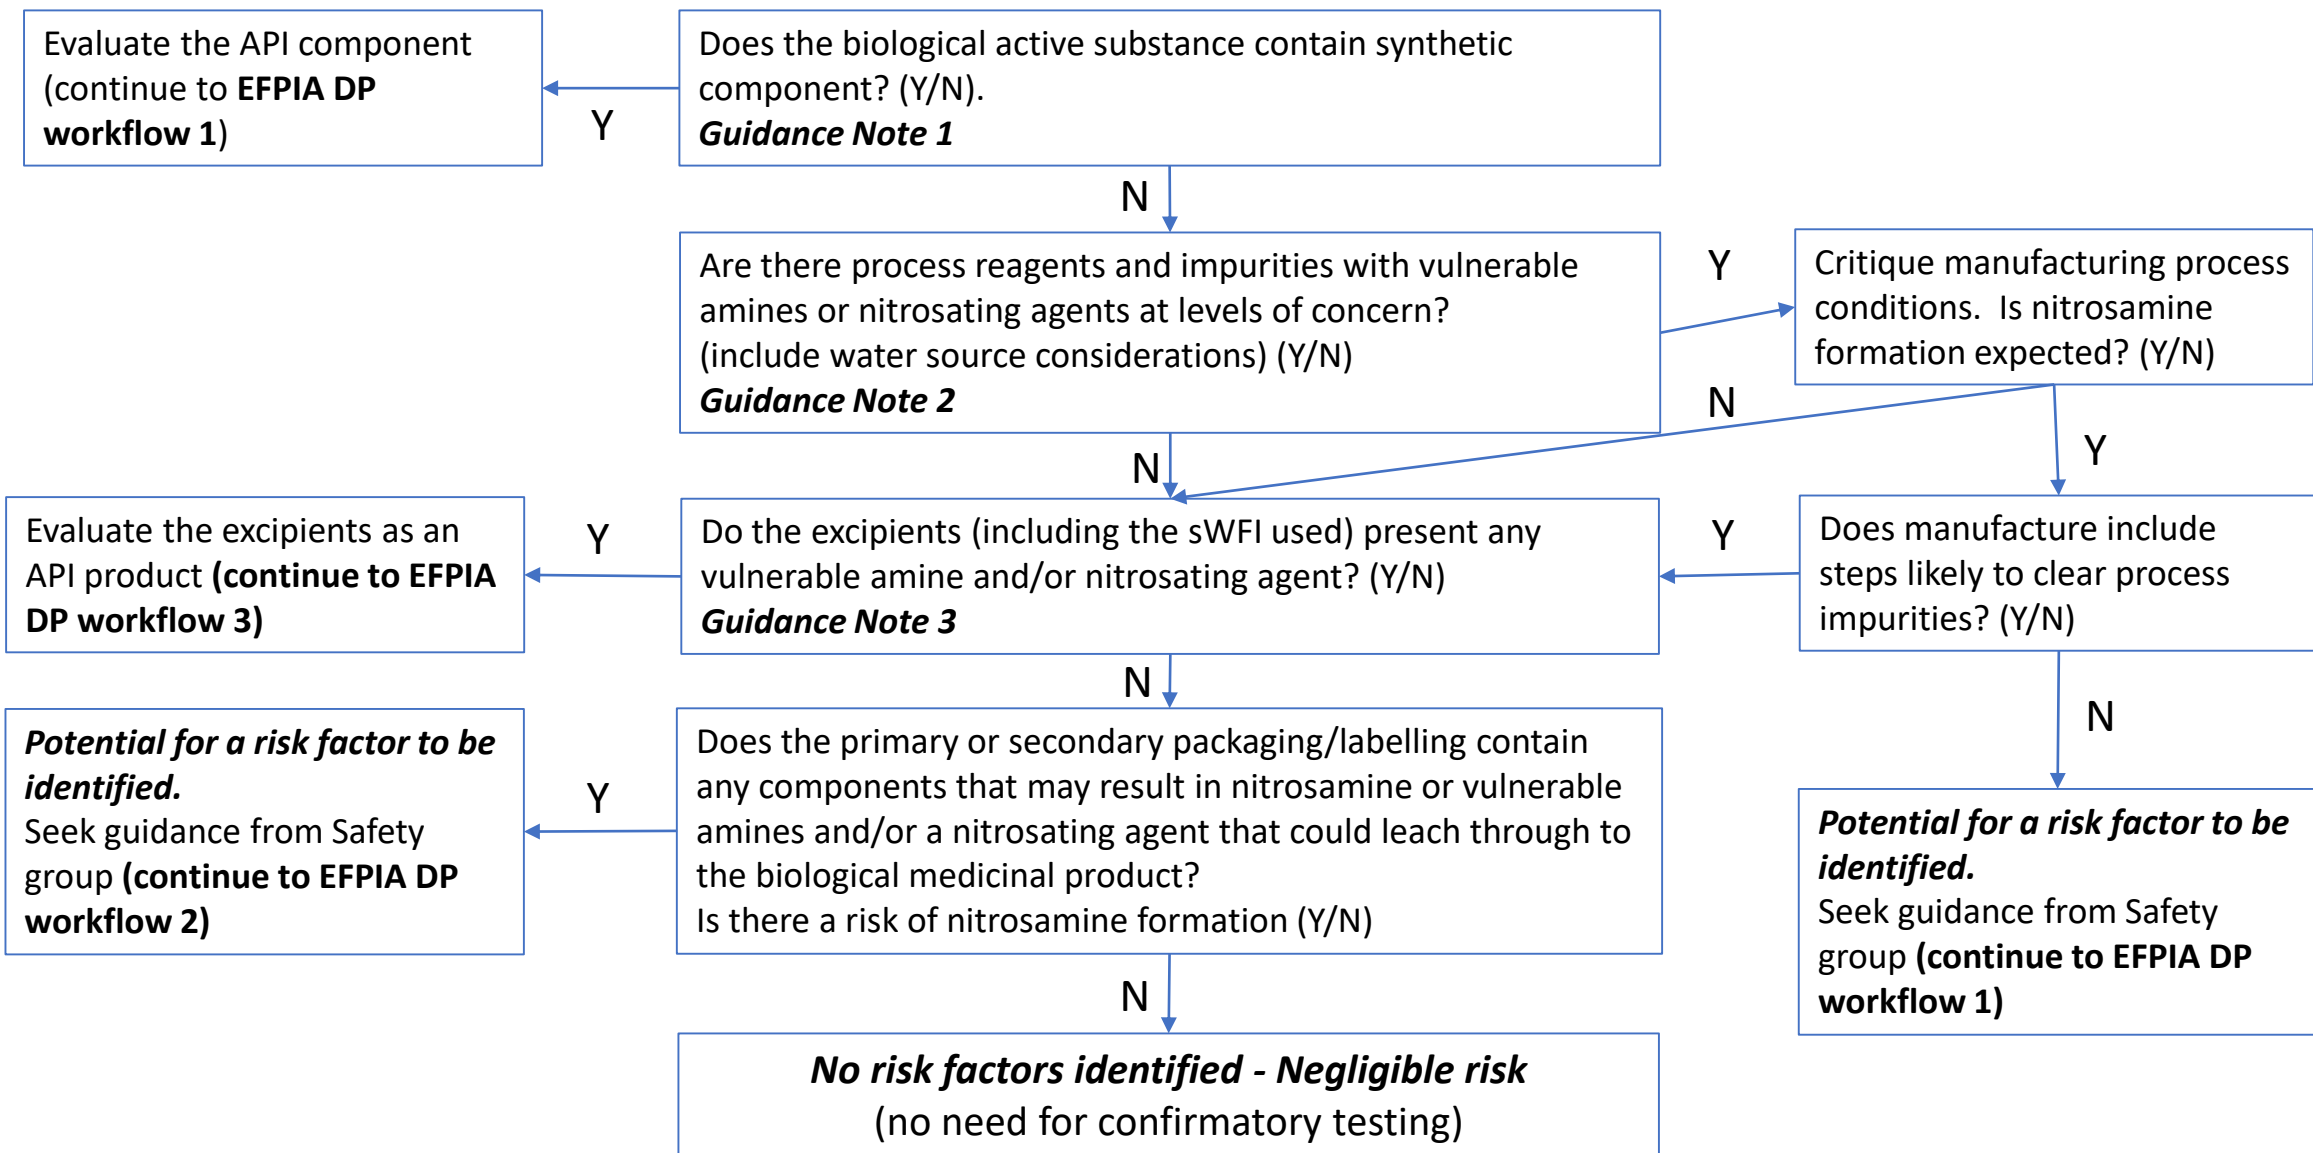 Evaluate the API component
(continue to EFPIA DP
workflow 1)
Y
Does the biological active substance contain synthetic
component? (Y/N).
Guidance Note 1
N
Are there process reagents and impurities with vulnerable
amines or nitrosating agents at levels of concern?
(include water source considerations) (Y/N)
Guidance Note 2
Y
Critique manufacturing process
conditions.  Is nitrosamine
formation expected? (Y/N)
N
N
Y
Evaluate the excipients as an
API product (continue to EFPIA
DP workflow 3)
Y
Do the excipients (including the sWFI used) present any
vulnerable amine and/or nitrosating agent? (Y/N)
Guidance Note 3
Y
Does manufacture include
steps likely to clear process
impurities? (Y/N)
N
N
Potential for a risk factor to be
identified.
Seek guidance from Safety
group (continue to EFPIA DP
workflow 2)
Y
Does the primary or secondary packaging/labelling contain
any components that may result in nitrosamine or vulnerable
amines and/or a nitrosating agent that could leach through to
the biological medicinal product?
Is there a risk of nitrosamine formation (Y/N)
Potential for a risk factor to be
identified.
Seek guidance from Safety
group (continue to EFPIA DP
workflow 1)
N
No risk factors identified - Negligible risk
(no need for confirmatory testing)